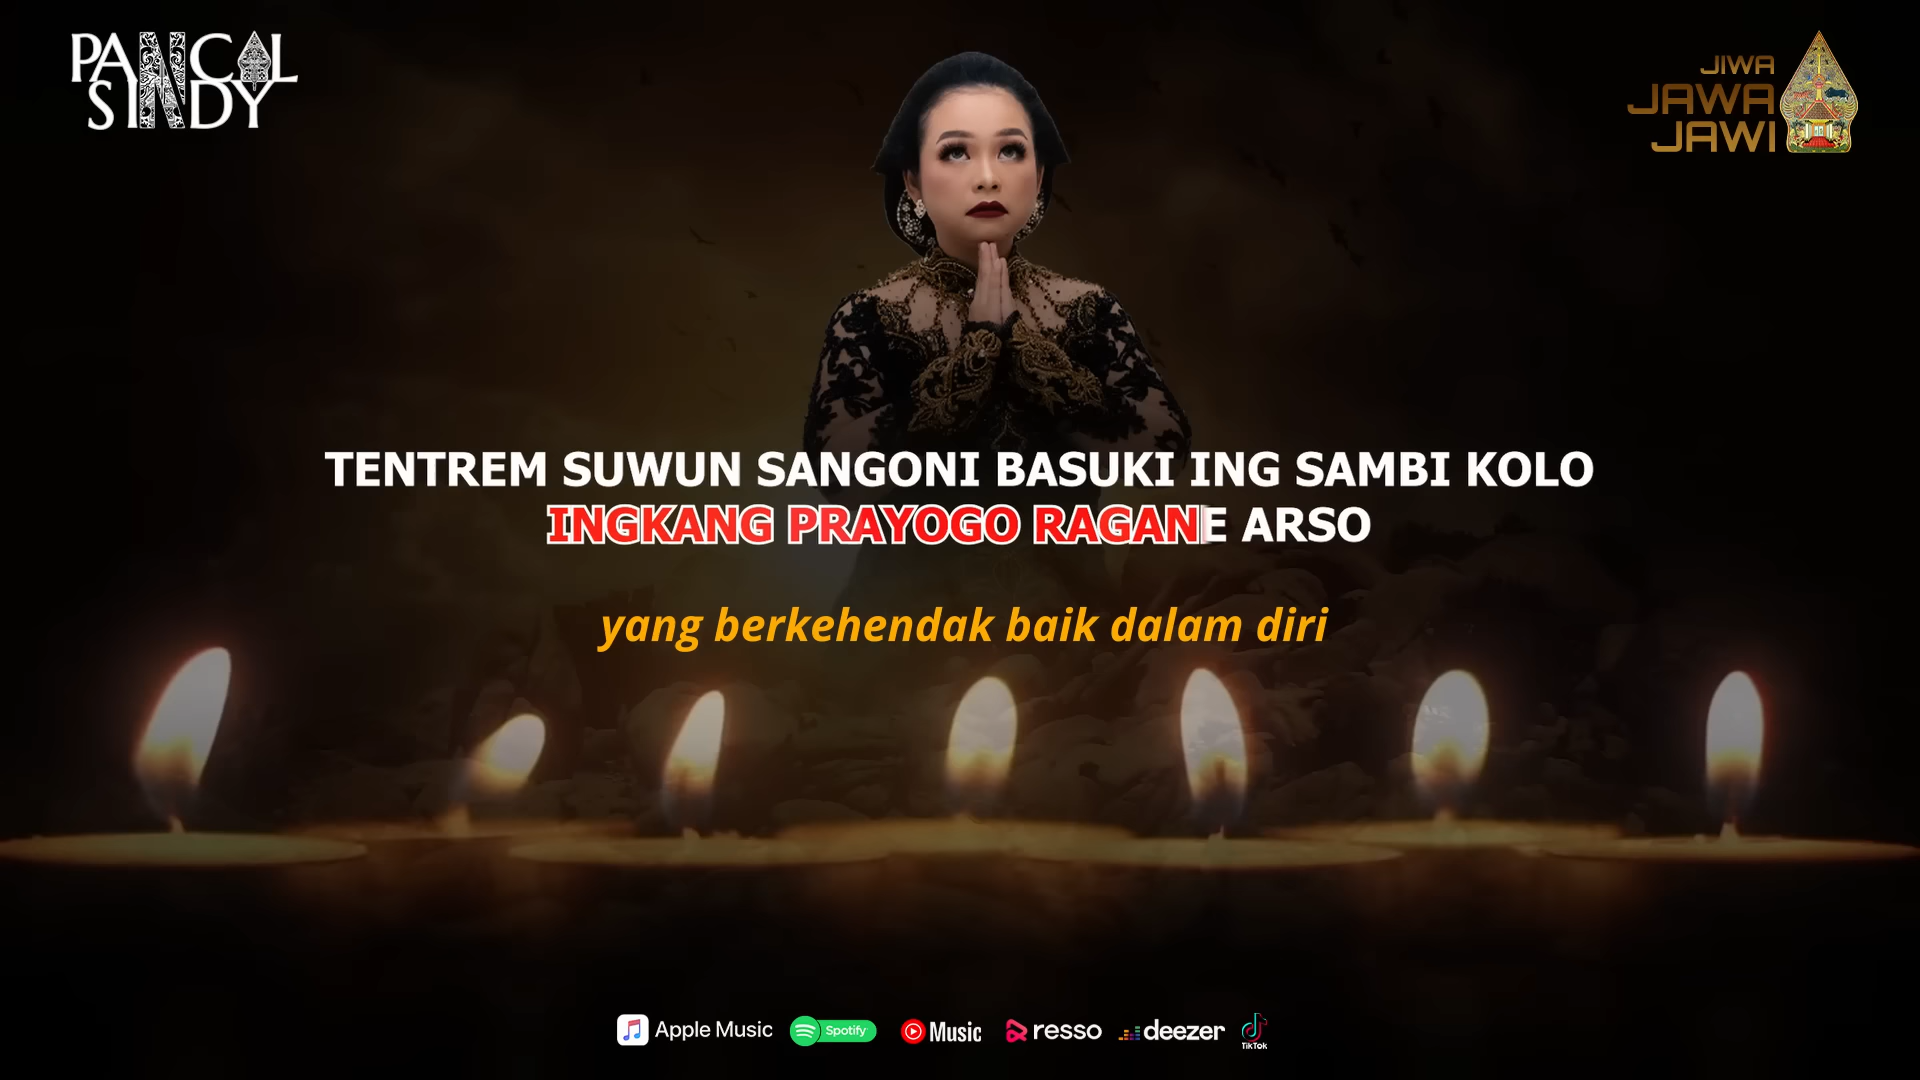 PANCAL
SINDY
JIWA
JAWA
JAWI
TENTREM SUWUN SANGONI BASUKI ING SAMBI KOLO
INGKANG PRAYOGO RAGANE ARSO
yang berkehendak baik dalam diri
Apple Music Spotify Music resso deezer TikTok